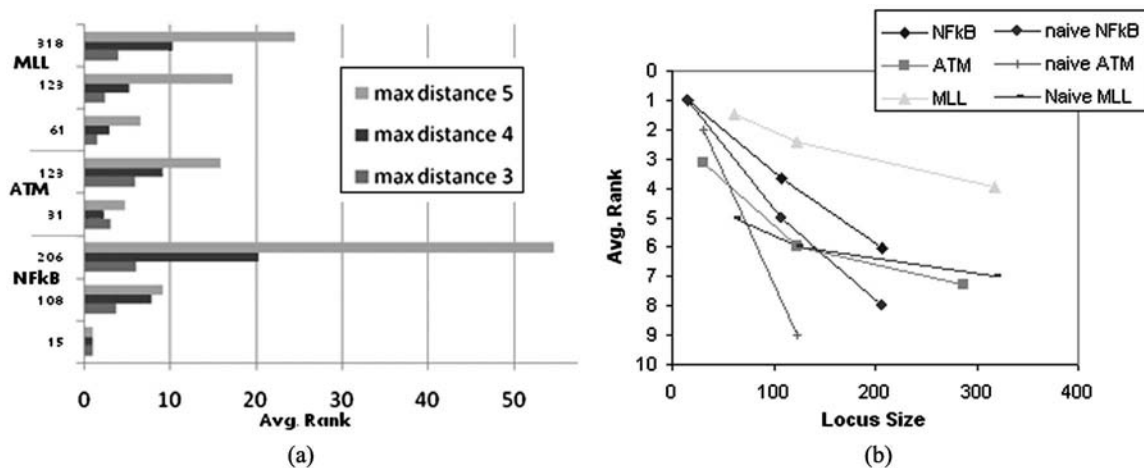 318
MLL
123
61
123
ATM
31
206
NFkB
108
15
max distance 5
max distance 4
max distance 3
0 10 20 30 40 50
Avg. Rank
(a)
NFkB naive NFkB
ATM naive ATM
MLL Naive MLL
0
1
2
3
4
5
6
7
8
9
10
Avg. Rank
0 100 200 300 400
Locus Size
(b)